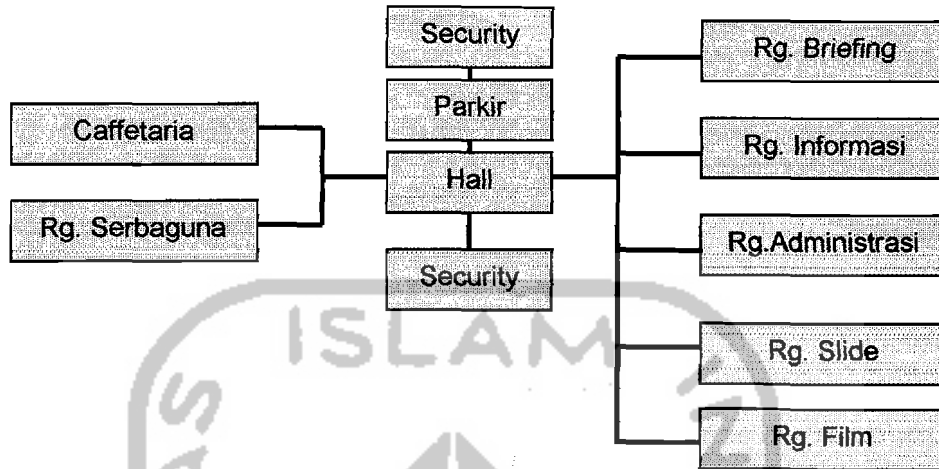 Security
Rg. Briefing
Parkir
Caffetaria
Rg. Informasi
Hall
Rg. Serbaguna
Rg.Administrasi
Security
ISLAM
Rg. Slide
Rg. Film